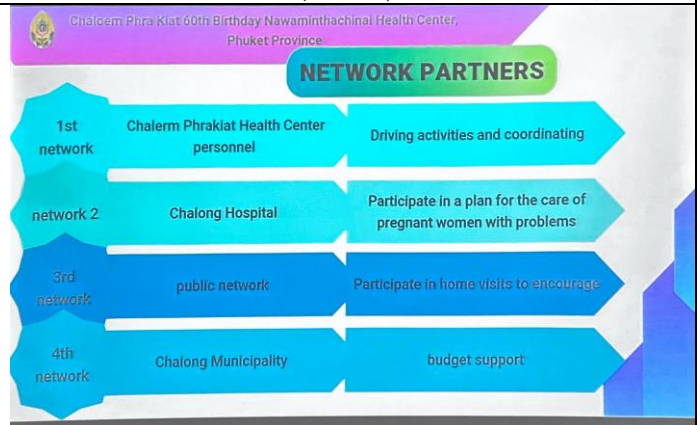 Chaloem Phra Kiat 60th Birthday Nawaminthachinal Health Center,
Phuket Province
NETWORK PARTNERS
1st
network
Chalerm Phrakiat Health Center
personnel
Driving activities and coordinating
network 2
Chalong Hospital
Participate in a plan for the care of
pregnant women with problems
3rd
network
public network
Participate in home visits to encourage
4th
network
Chalong Municipality
budget support